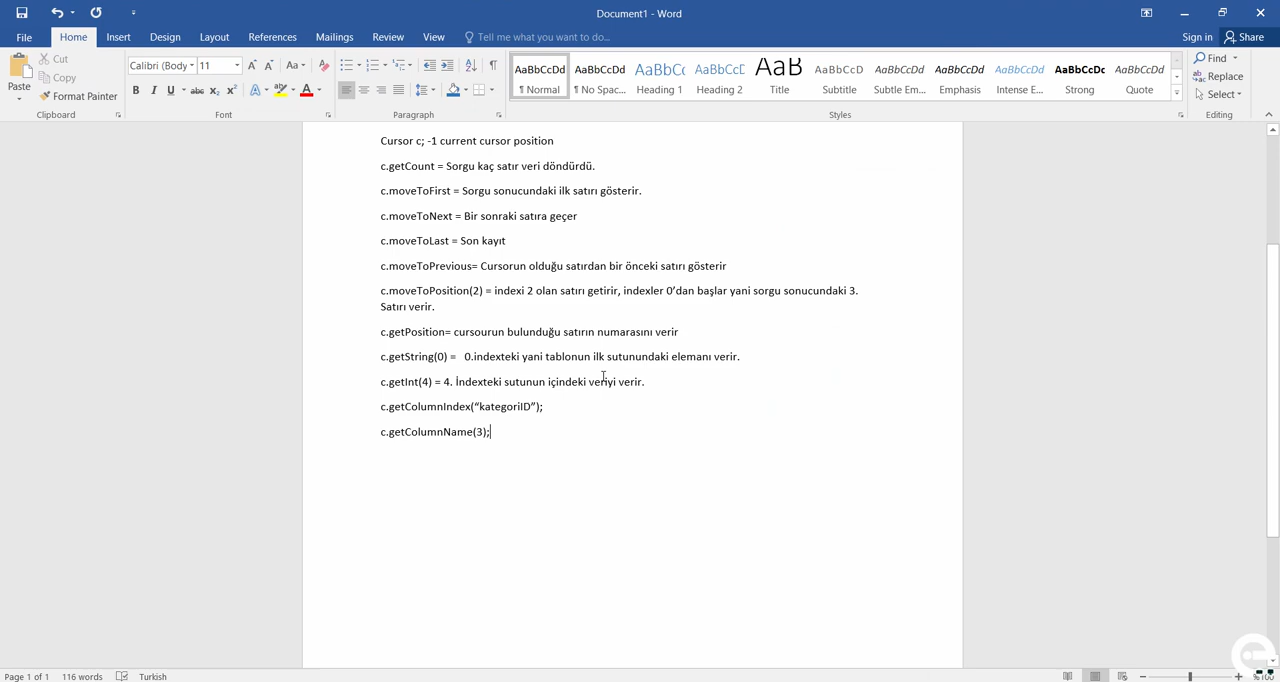 Document1 - Word
File Home Insert Design Layout References Mailings Review View Tell me what you want to do... Sign in Share
Paste Cut Copy Format Painter
Calibri (Body 11
AaBbCcDd AaBbCcDd AaBbCc AaBbCcD AaB AaBbCcD AaBbCcDd AaBbCcDd AaBbCcDd AaBbCcDc AaBbCcDd
¶ Normal ¶ No Spac... Heading 1 Heading 2 Title Subtitle Subtle Em... Emphasis Intense E... Strong Quote
Find
Replace
Select
Clipboard Font Paragraph Styles Editing
Cursor c; -1 current cursor position
c.getCount = Sorgu kaç satır veri döndürdü.
c.moveToFirst = Sorgu sonucundaki ilk satırı gösterir.
c.moveToNext = Bir sonraki satıra geçer
c.moveToLast = Son kayıt
c.moveToPrevious= Cursorun olduğu satırdan bir önceki satırı gösterir
c.moveToPosition(2) = indexi 2 olan satırı getirir, indexler 0’dan başlar yani sorgu sonucundaki 3.
Satırı verir.
c.getPosition= cursourun bulunduğu satırın numarasını verir
c.getString(0) = 0.indexteki yani tablonun ilk sutunundaki elemanı verir.
c.getInt(4) = 4. İndexteki sutunun içindeki veriyi verir.
c.getColumnIndex(“kategoriID”);
c.getColumnName(3);
Page 1 of 1 116 words Turkish %100